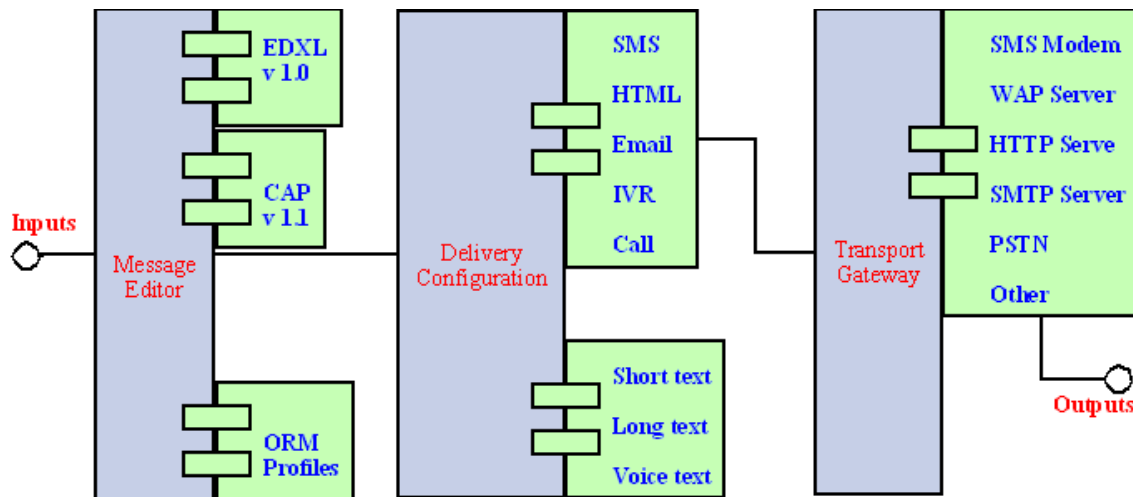 Inputs
Message
Editor
EDXL
v 1.0
CAP
v 1.1
ORM
Profiles
Delivery
Configuration
SMS
HTML
Email
IVR
Call
Short text
Long text
Voice text
Transport
Gateway
SMS Modem
WAP Server
HTTP Serve
SMTP Server
PSTN
Other
Outputs